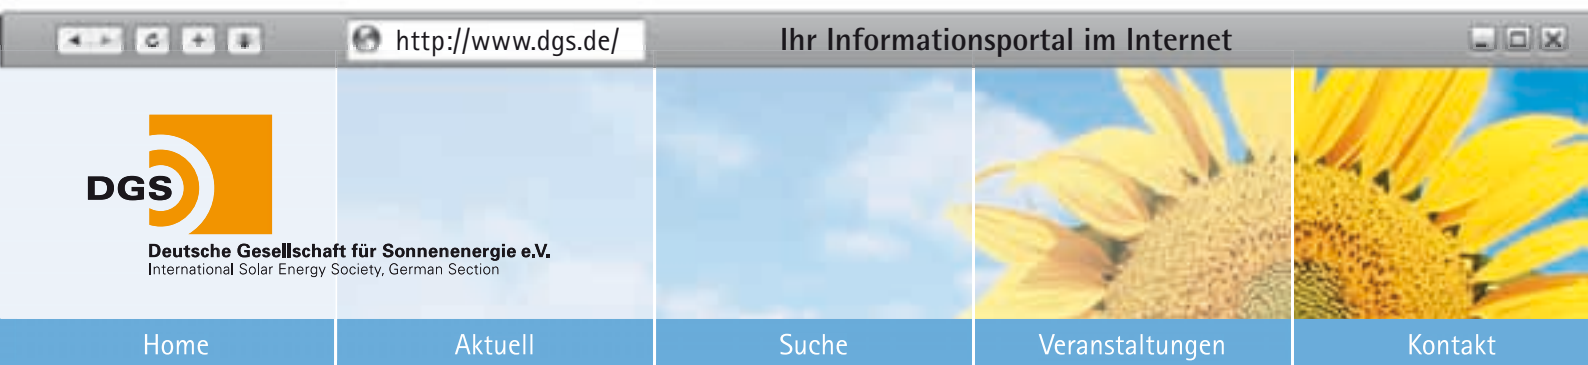 http://www.dgs.de/
Ihr Informationsportal im Internet
DGS
Deutsche Gesellschaft für Sonnenenergie e.V.
International Solar Energy Society, German Section
Home
Aktuell
Suche
Veranstaltungen
Kontakt